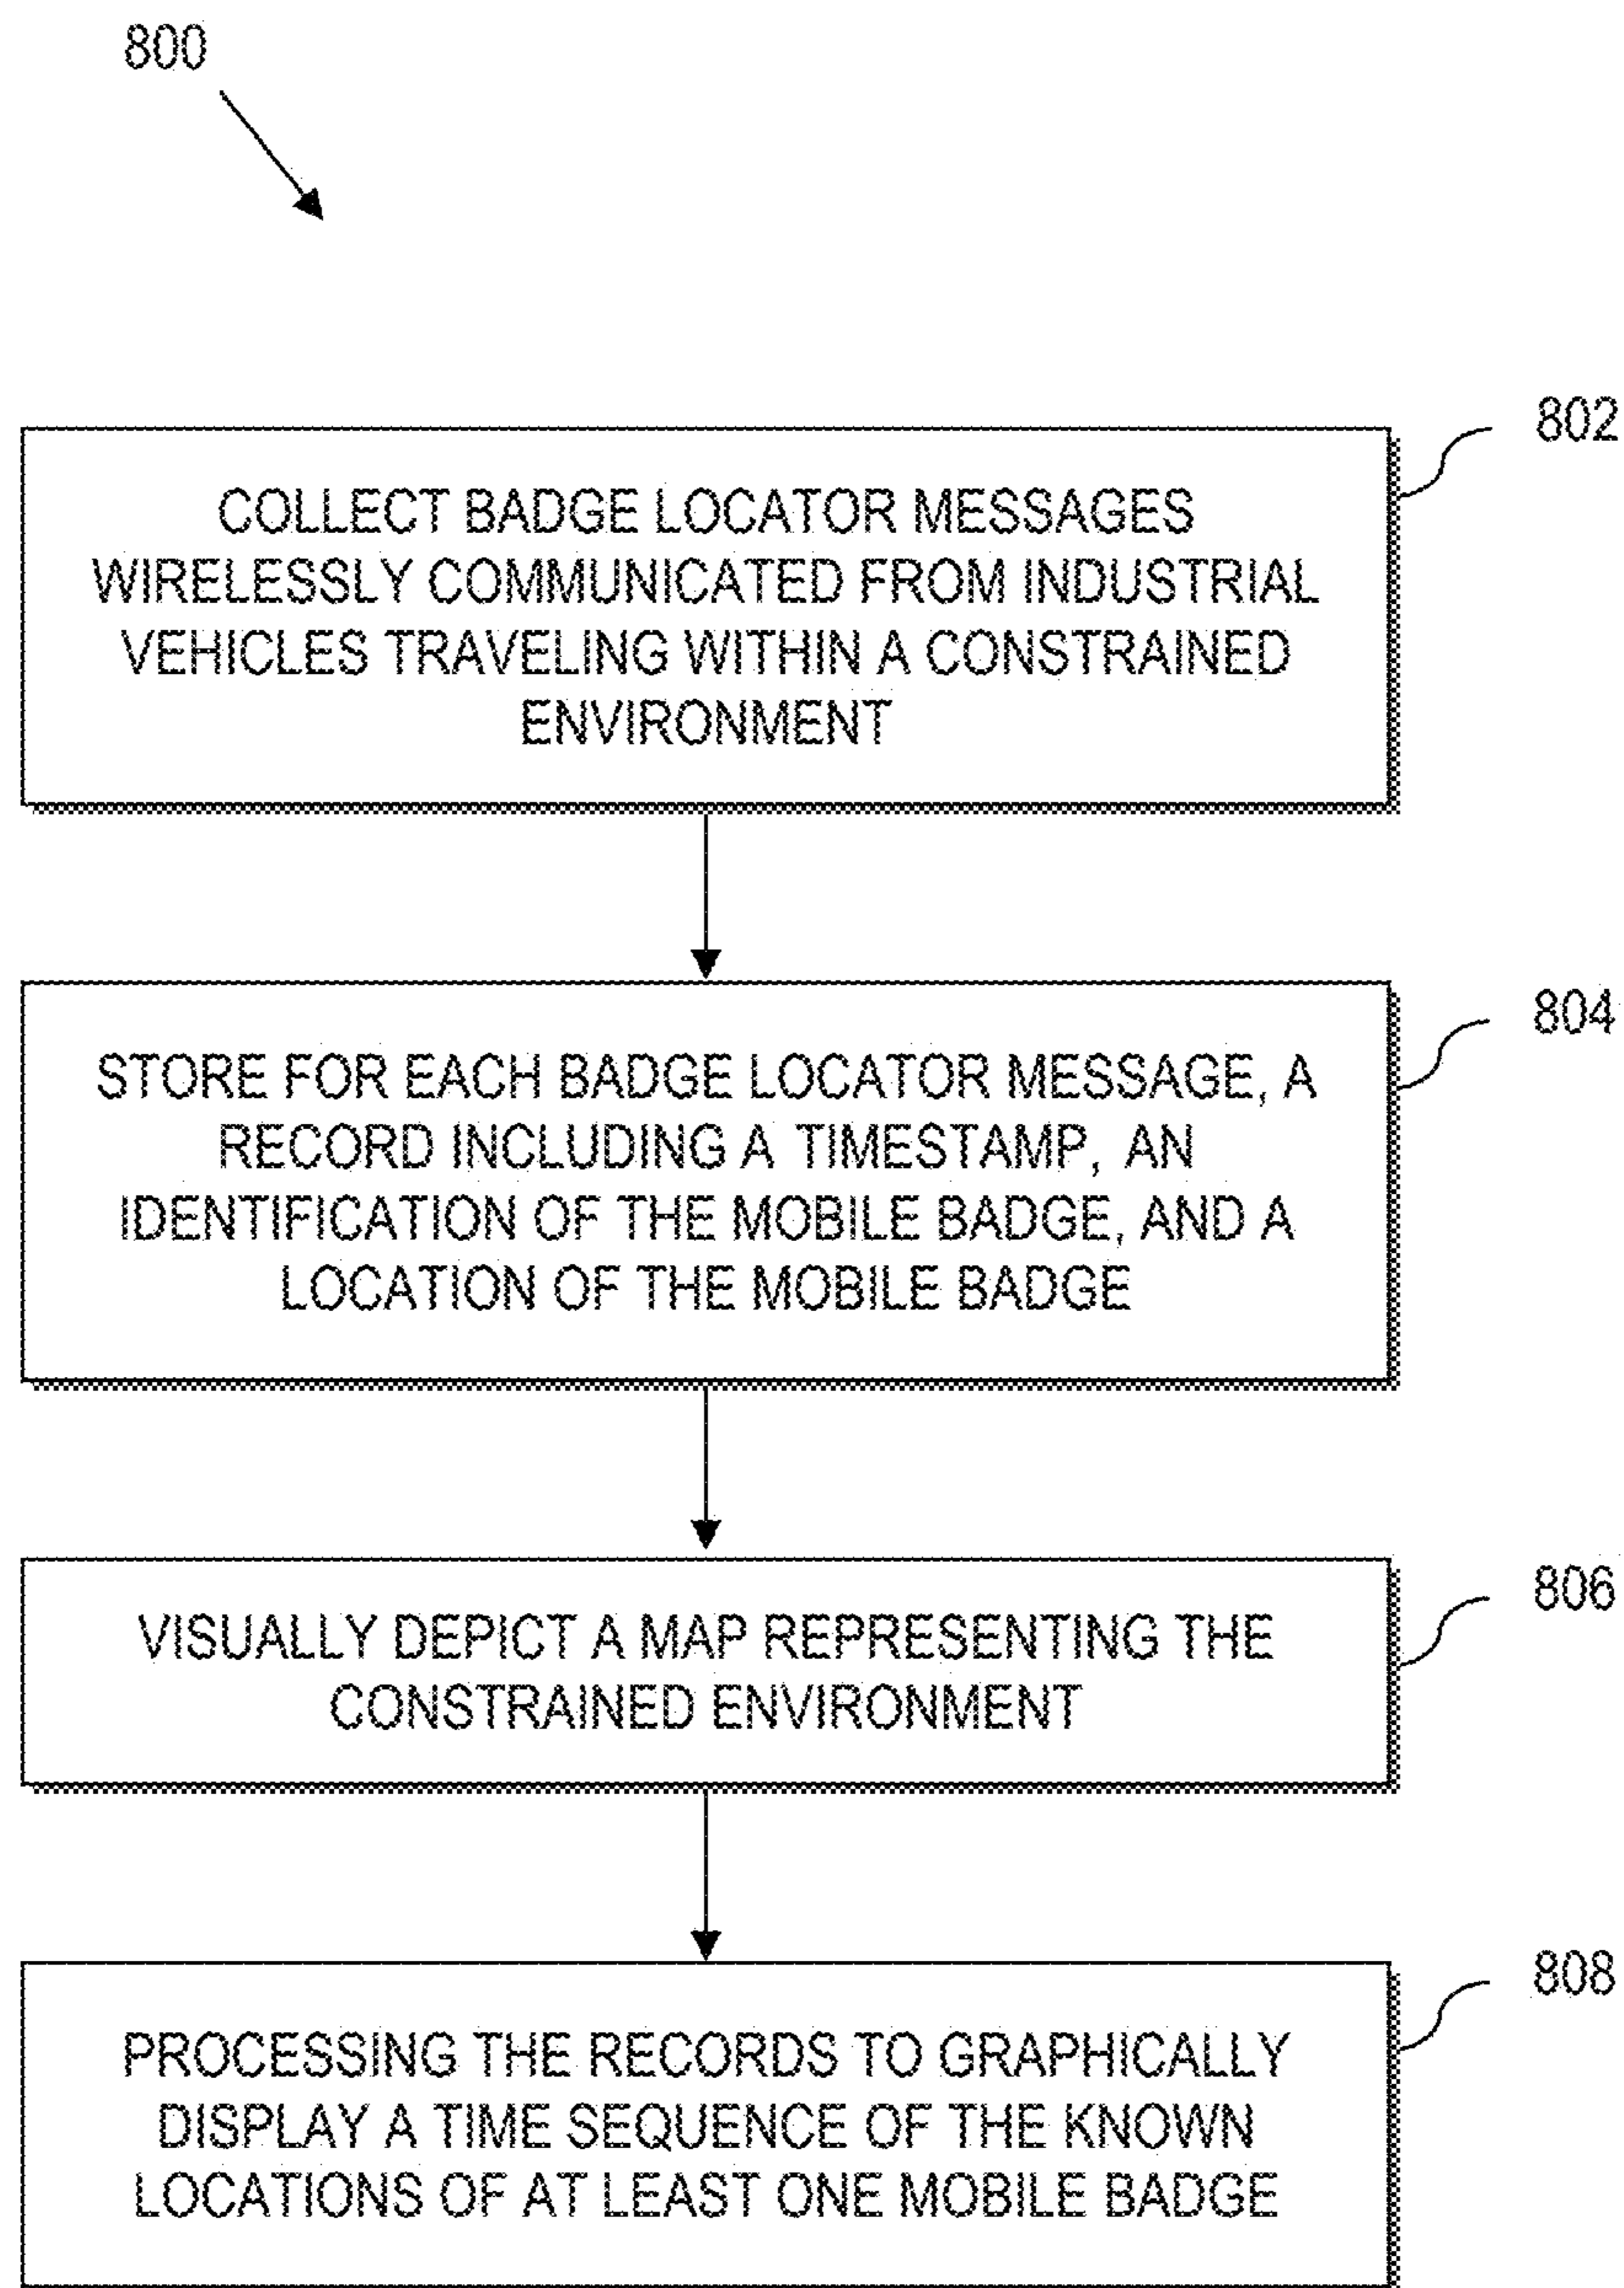 800
802
COLLECT BADGE LOCATOR MESSAGES
WIRELESSLY COMMUNICATED FROM INDUSTRIAL
VEHICLES TRAVELING WITHIN A CONSTRAINED
ENVIRONMENT
804
STORE FOR EACH BADGE LOCATOR MESSAGE, A
RECORD INCLUDING A TIMESTAMP, AN
IDENTIFICATION OF THE MOBILE BADGE, AND A
LOCATION OF THE MOBILE BADGE
806
VISUALLY DEPICT A MAP REPRESENTING THE
CONSTRAINED ENVIRONMENT
808
PROCESSING THE RECORDS TO GRAPHICALLY
DISPLAY A TIME SEQUENCE OF THE KNOWN
LOCATIONS OF AT LEAST ONE MOBILE BADGE